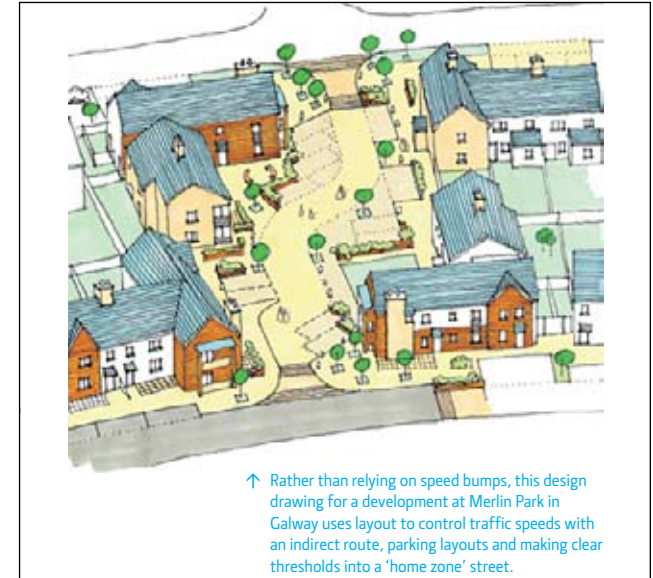 ↑ Rather than relying on speed bumps, this design
drawing for a development at Merlin Park in
Galway uses layout to control traffic speeds with
an indirect route, parking layouts and making clear
thresholds into a ‘home zone’ street.